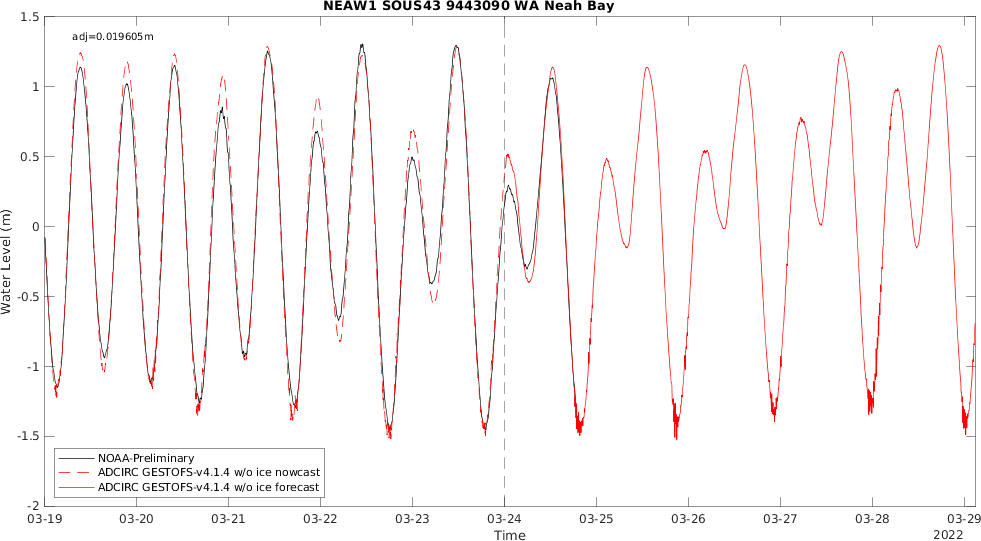 NEAW1 SOUS43 9443090 WA Neah Bay
adj=0.019605m
1.5
1
0.5
0
-0.5
-1
-1.5
-2
Water Level (m)
NOAA-Preliminary
ADCIRC GESTOFS-v4.1.4 w/o ice nowcast
ADCIRC GESTOFS-v4.1.4 w/o ice forecast
03-19 03-20 03-21 03-22 03-23 03-24 03-25 03-26 03-27 03-28 03-29
Time
2022